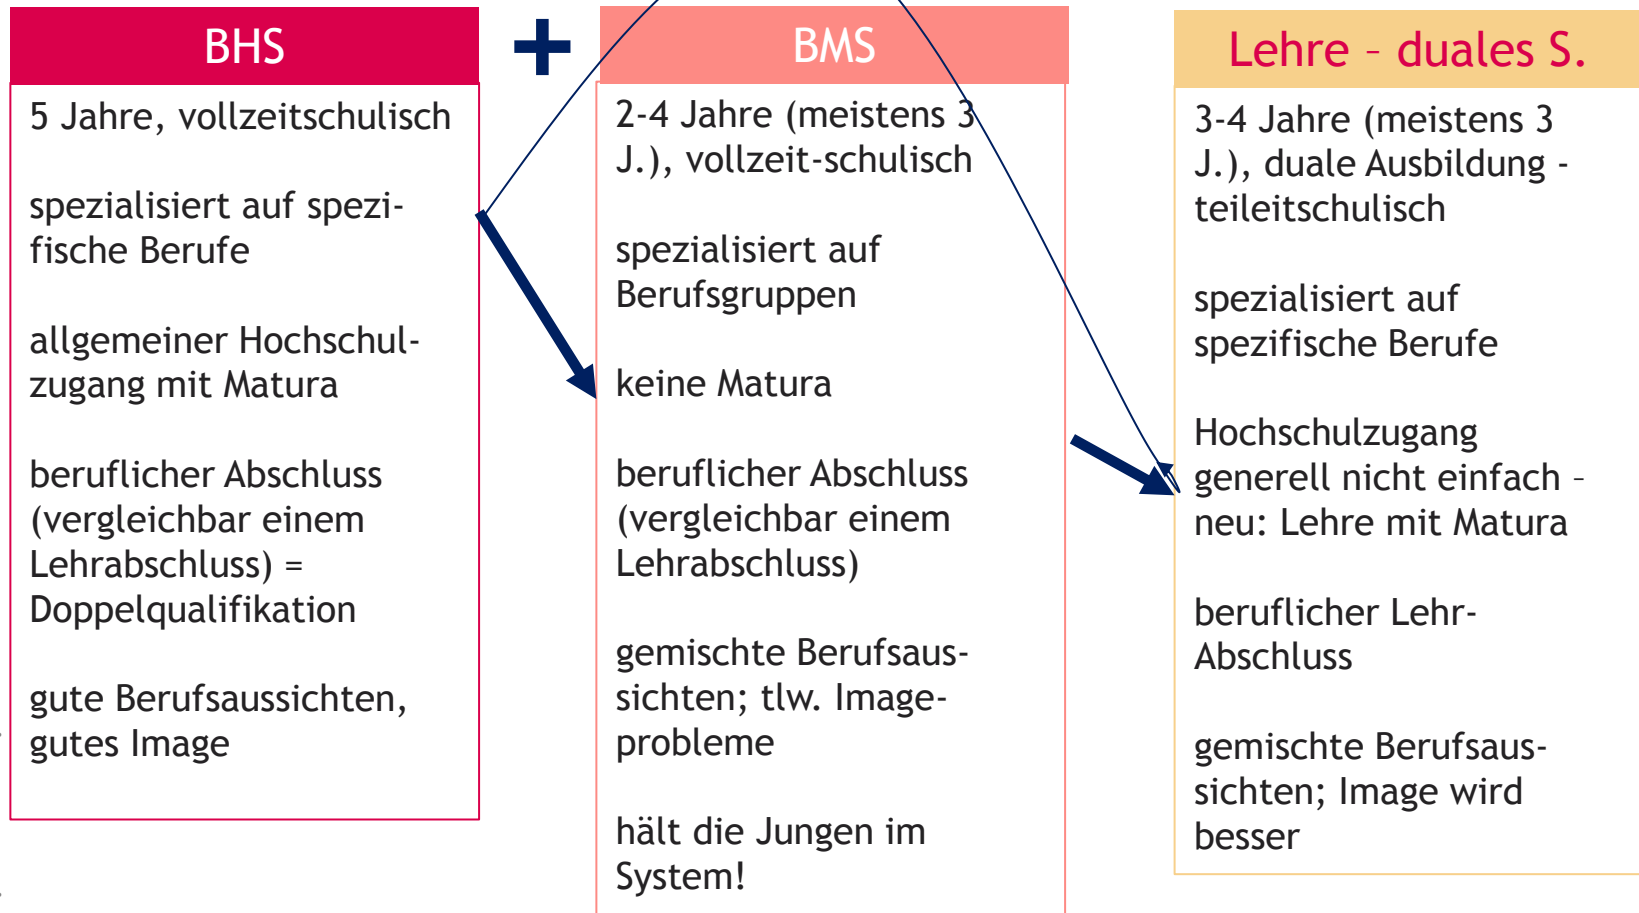 BHS
5 Jahre, vollzeitschulisch
spezialisiert auf spezi-
fische Berufe
allgemeiner Hochschul-
zugang mit Matura
beruflicher Abschluss
(vergleichbar einem
Lehrabschluss) =
Doppelqualifikation
gute Berufsaussichten,
gutes Image
+
BMS
2-4 Jahre (meistens 3
J.), vollzeit-schulisch
spezialisiert auf
Berufsgruppen
keine Matura
beruflicher Abschluss
(vergleichbar einem
Lehrabschluss)
gemischte Berufsaus-
sichten; tlw. Image-
probleme
hält die Jungen im
System!
Lehre – duales S.
3-4 Jahre (meistens 3
J.), duale Ausbildung -
teileitschulisch
spezialisiert auf
spezifische Berufe
Hochschulzugang
generell nicht einfach –
neu: Lehre mit Matura
beruflicher Lehr-
Abschluss
gemischte Berufsaus-
sichten; Image wird
besser